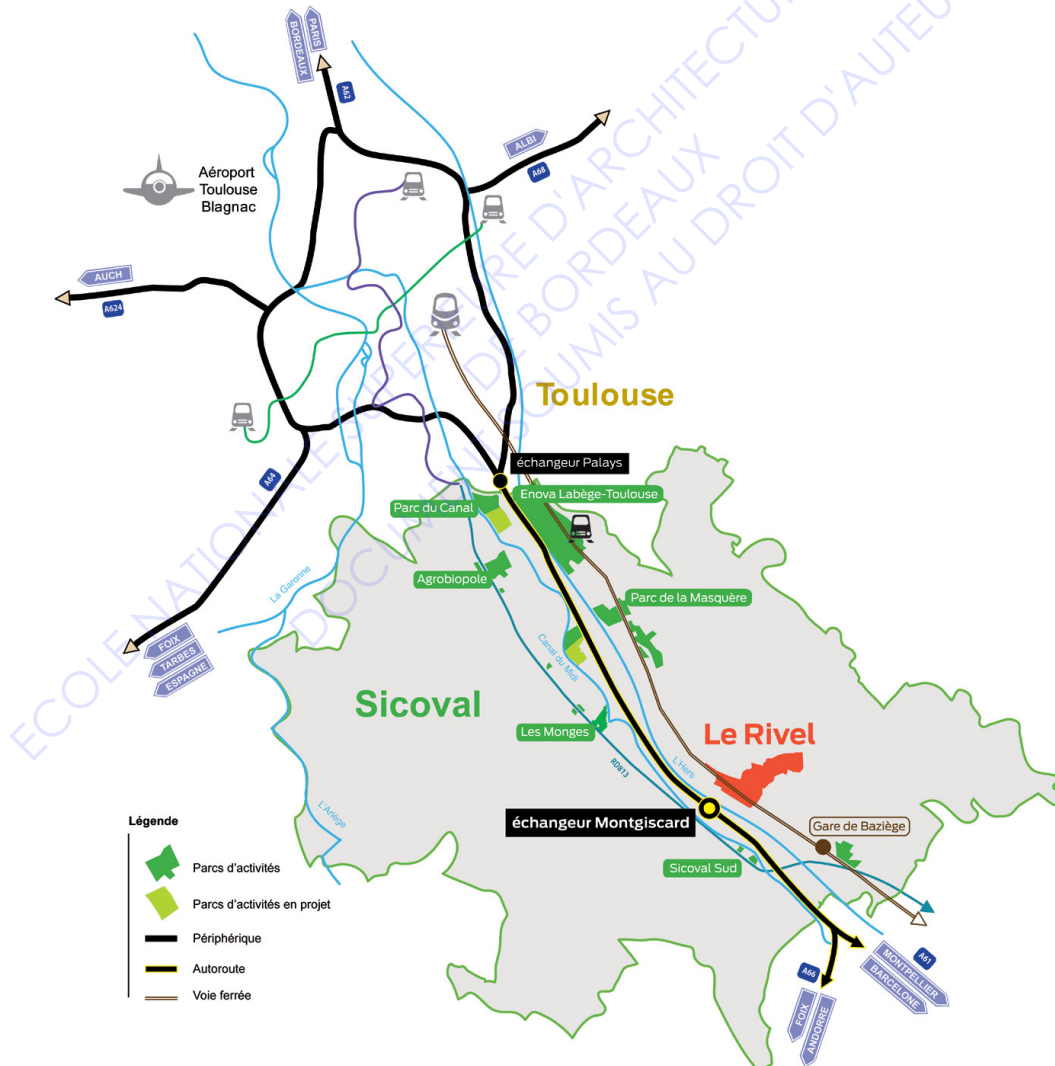 PARIS
BORDEAUX
A62
ALBI
A68
Aéroport
Toulouse
Blagnac
AUCH
A624
Toulouse
échangeur Palays
Enova Labège-Toulouse
Parc du Canal
A64
Agrobiopole
La Garonne
Parc de la Masquère
FOIX
TARBES
ESPAGNE
Canal du Midi
Sicoval
Les Monges
Le Rivel
RD813
L'Hers
L'Ariège
échangeur Montgiscard
Gare de Baziège
Sicoval Sud
Légende
Parcs d'activités
Parcs d'activités en projet
Périphérique
Autoroute
Voie ferrée
A61
MONTPELLIER
BARCELONE
A66
FOIX
ANDORRE
ECOLE NATIONALE SUPERIEURE D'ARCHITECTUR
DE BORDEAUX
DOCUMENT SOUMIS AU DROIT D'AUTEU